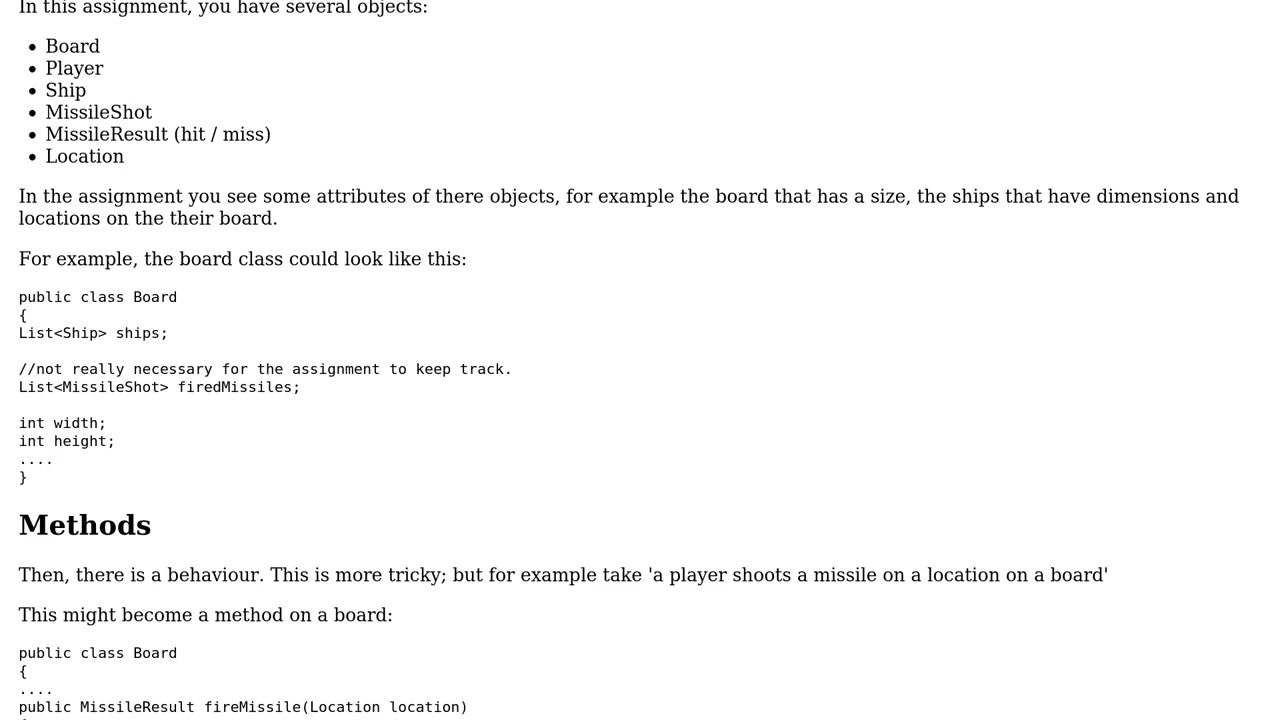 In this assignment, you have several objects:
• Board
• Player
• Ship
• MissileShot
• MissileResult (hit / miss)
• Location
In the assignment you see some attributes of there objects, for example the board that has a size, the ships that have dimensions and
locations on the their board.
For example, the board class could look like this:
public class Board
{
List<Ship> ships;
//not really necessary for the assignment to keep track.
List<MissileShot> firedMissiles;
int width;
int height;
....
}
Methods
Then, there is a behaviour. This is more tricky; but for example take 'a player shoots a missile on a location on a board'
This might become a method on a board:
public class Board
{
....
public MissileResult fireMissile(Location location)